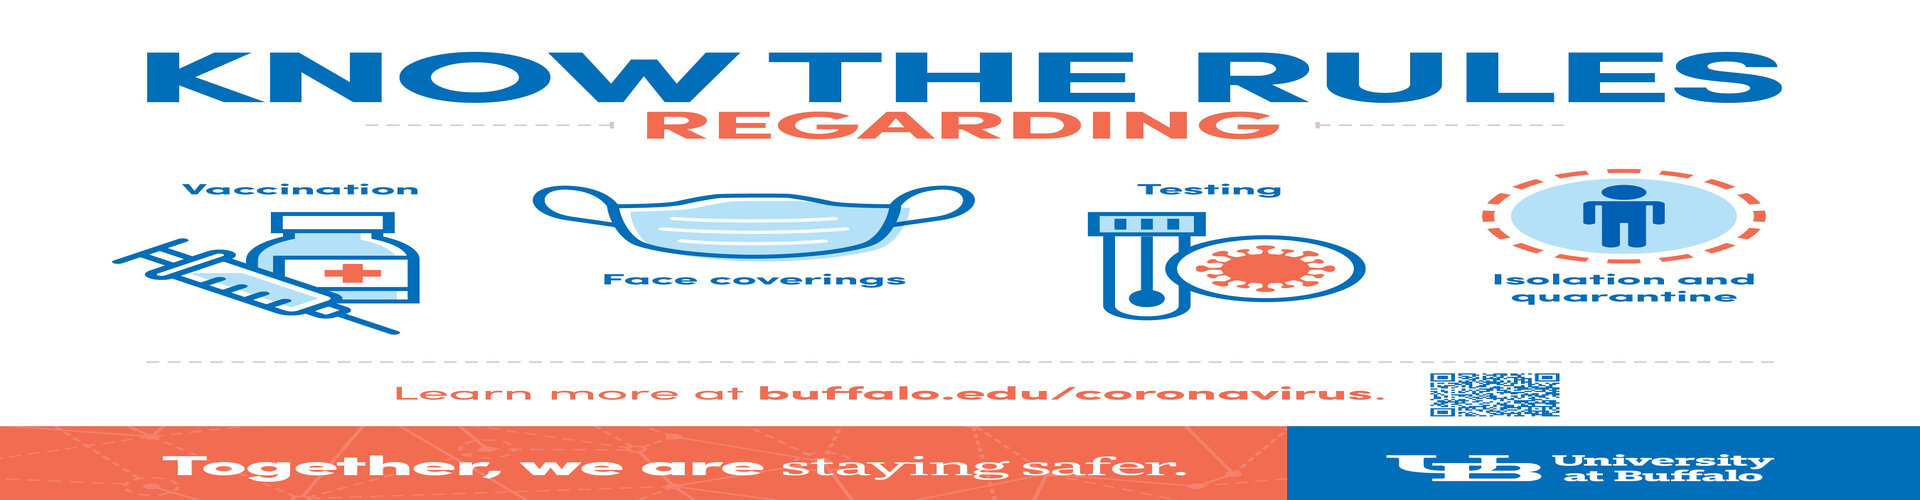 KNOW THE RULES
REGARDING
Vaccination
Face coverings
Testing
Isolation and
quarantine
Learn more at buffalo.edu/coronavirus.
Together, we are staying safer.
UB University
at Buffalo